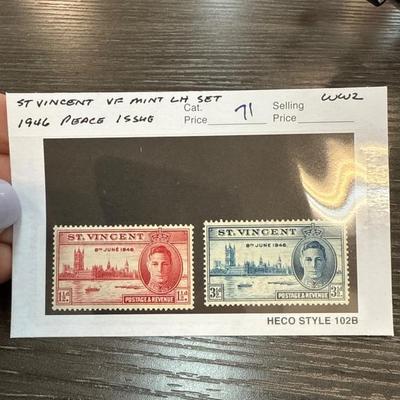 ST VINCENT VF MINT LH SET
1946 PEACE ISSUE
Cat. Price 71
Selling Price
WW2
ST. VINCENT
8TH JUNE 1946
1½d 1½d
POSTAGE & REVENUE
ST. VINCENT
8TH JUNE 1946
3½d 3½d
POSTAGE & REVENUE
HECO STYLE 102B